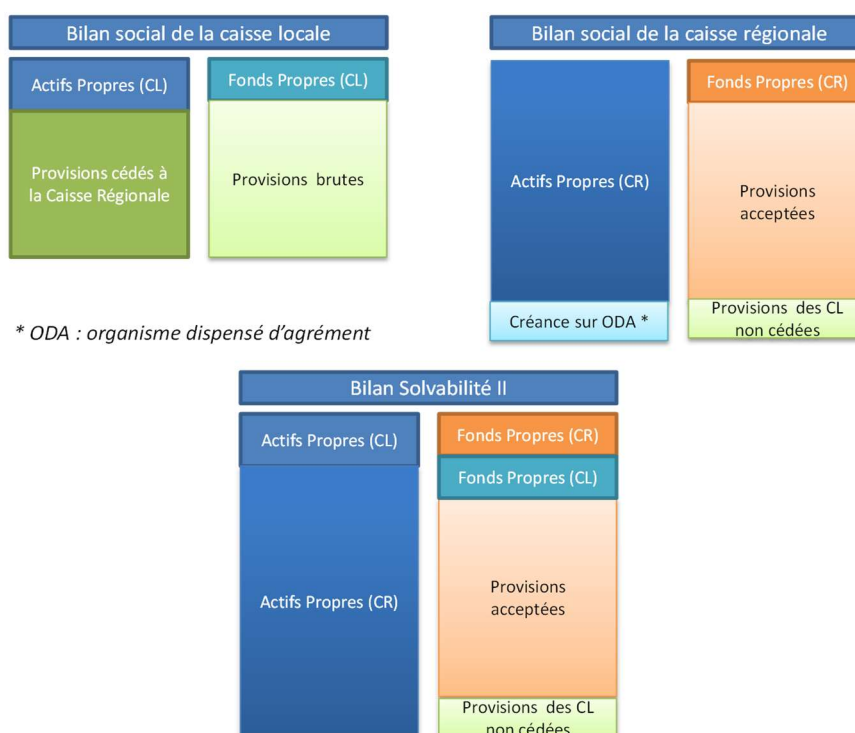 Bilan social de la caisse locale
Actifs Propres (CL)
Fonds Propres (CL)
Provisions cédés à
la Caisse Régionale
Provisions brutes
* ODA : organisme dispensé d’agrément
Bilan social de la caisse régionale
Fonds Propres (CR)
Actifs Propres (CR)
Provisions
acceptées
Créance sur ODA *
Provisions des CL
non cédées
Bilan Solvabilité II
Actifs Propres (CL)
Fonds Propres (CR)
Fonds Propres (CL)
Actifs Propres (CR)
Provisions
acceptées
Provisions des CL
non cédées